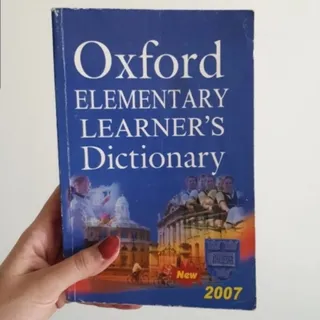 Oxford
ELEMENTARY
LEARNER'S
Dictionary
New
2007